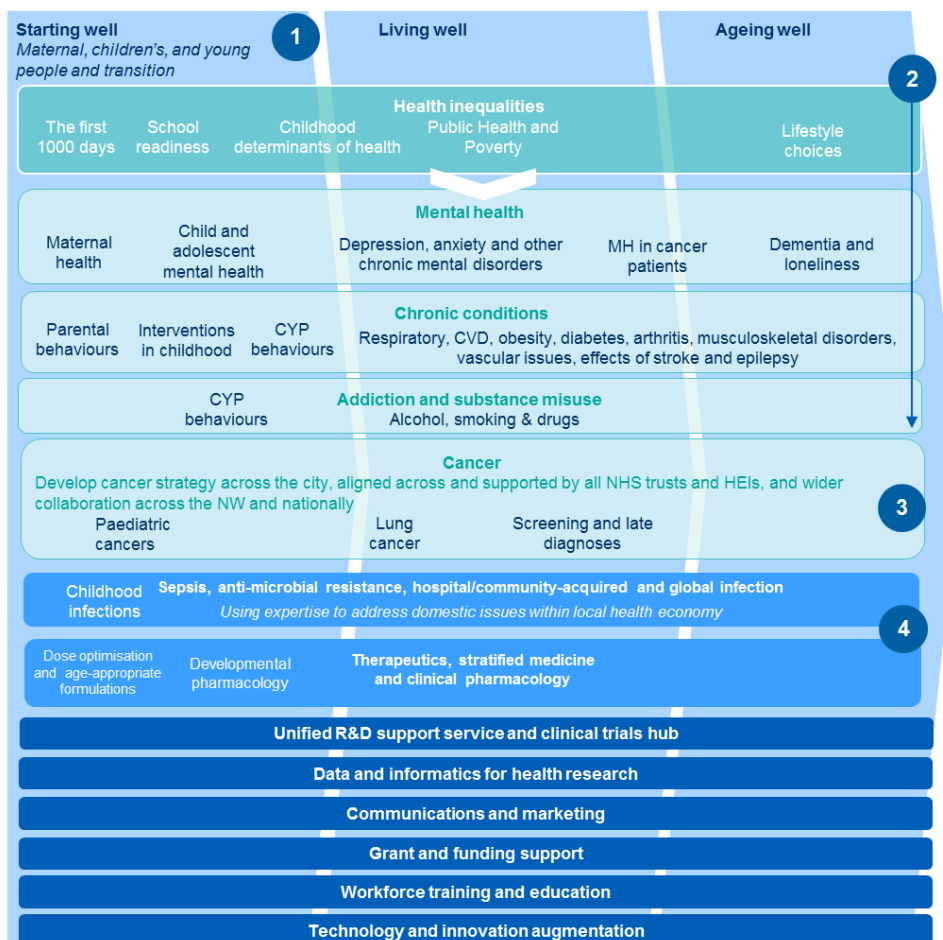 Starting well
Maternal, children's, and young
people and transition
1
Living well
Ageing well
2
Health inequalities
The first
1000 days
School
readiness
Childhood
determinants of health
Public Health and
Poverty
Lifestyle
choices
Mental health
Maternal
health
Child and
adolescent
mental health
Depression, anxiety and other
chronic mental disorders
MH in cancer
patients
Dementia and
loneliness
Chronic conditions
Parental
behaviours
Interventions
in childhood
CYP
behaviours
Respiratory, CVD, obesity, diabetes, arthritis, musculoskeletal disorders,
vascular issues, effects of stroke and epilepsy
Addiction and substance misuse
CYP
behaviours
Alcohol, smoking & drugs
Cancer
Develop cancer strategy across the city, aligned across and supported by all NHS trusts and HEIs, and wider
collaboration across the NW and nationally
3
Paediatric
cancers
Lung
cancer
Screening and late
diagnoses
Childhood
infections
Sepsis, anti-microbial resistance, hospital/community-acquired and global infection
Using expertise to address domestic issues within local health economy
4
Dose optimisation
and age-appropriate
formulations
Developmental
pharmacology
Therapeutics, stratified medicine
and clinical pharmacology
Unified R&D support service and clinical trials hub
Data and informatics for health research
Communications and marketing
Grant and funding support
Workforce training and education
Technology and innovation augmentation